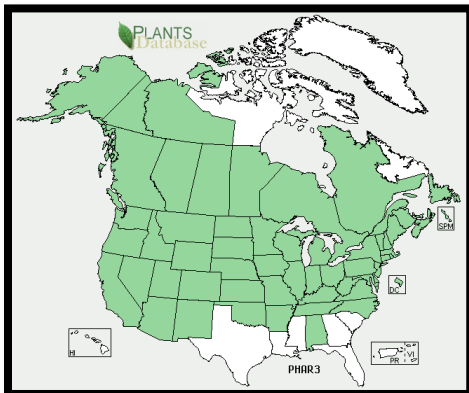 PLANTS
Database
SPM
DC
HI
PR
VI
PHAR3